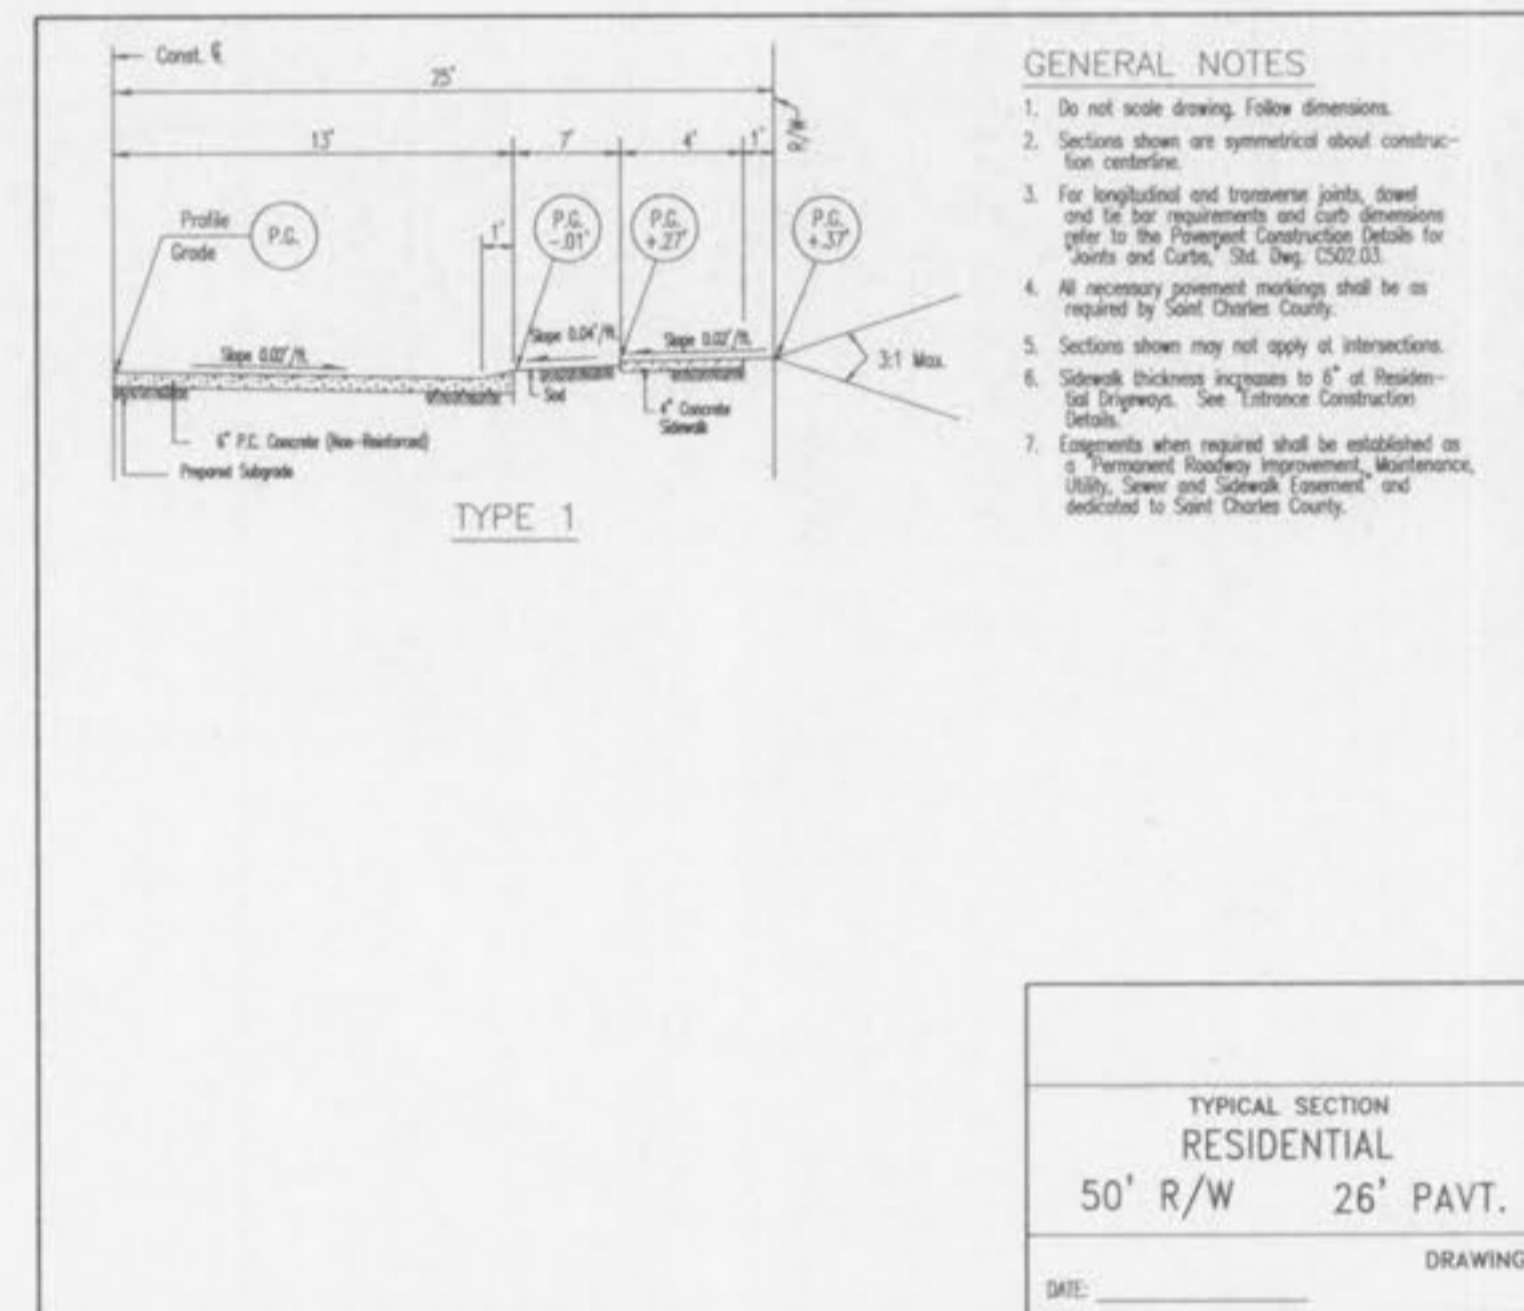 Const. ℄
25'
13'
7'
4'
1'
R/W
Profile
Grade
P.G.
1'
P.G.
-.01'
P.G.
+.27'
P.G.
+.37'
Slope 0.02'/ft.
Slope 0.04'/ft.
Slope 0.02'/ft.
3:1 Max.
Sod
4" Concrete
Sidewalk
6" P.C. Concrete (Non-Reinforced)
Prepared Subgrade
TYPE 1
GENERAL NOTES
1. Do not scale drawing. Follow dimensions.
2. Sections shown are symmetrical about construc-
tion centerline.
3. For longitudinal and transverse joints, dowel
and tie bar requirements and curb dimensions
refer to the Pavement Construction Details for
"Joints and Curbs," Std. Dwg. C502.03.
4. All necessary pavement markings shall be as
required by Saint Charles County.
5. Sections shown may not apply at intersections.
6. Sidewalk thickness increases to 6" at Residen-
tial Driveways. See "Entrance Construction
Details."
7. Easements when required shall be established as
a "Permanent Roadway Improvement, Maintenance,
Utility, Sewer and Sidewalk Easement" and
dedicated to Saint Charles County.
TYPICAL SECTION
RESIDENTIAL
50' R/W 26' PAVT.
DRAWING
DATE: